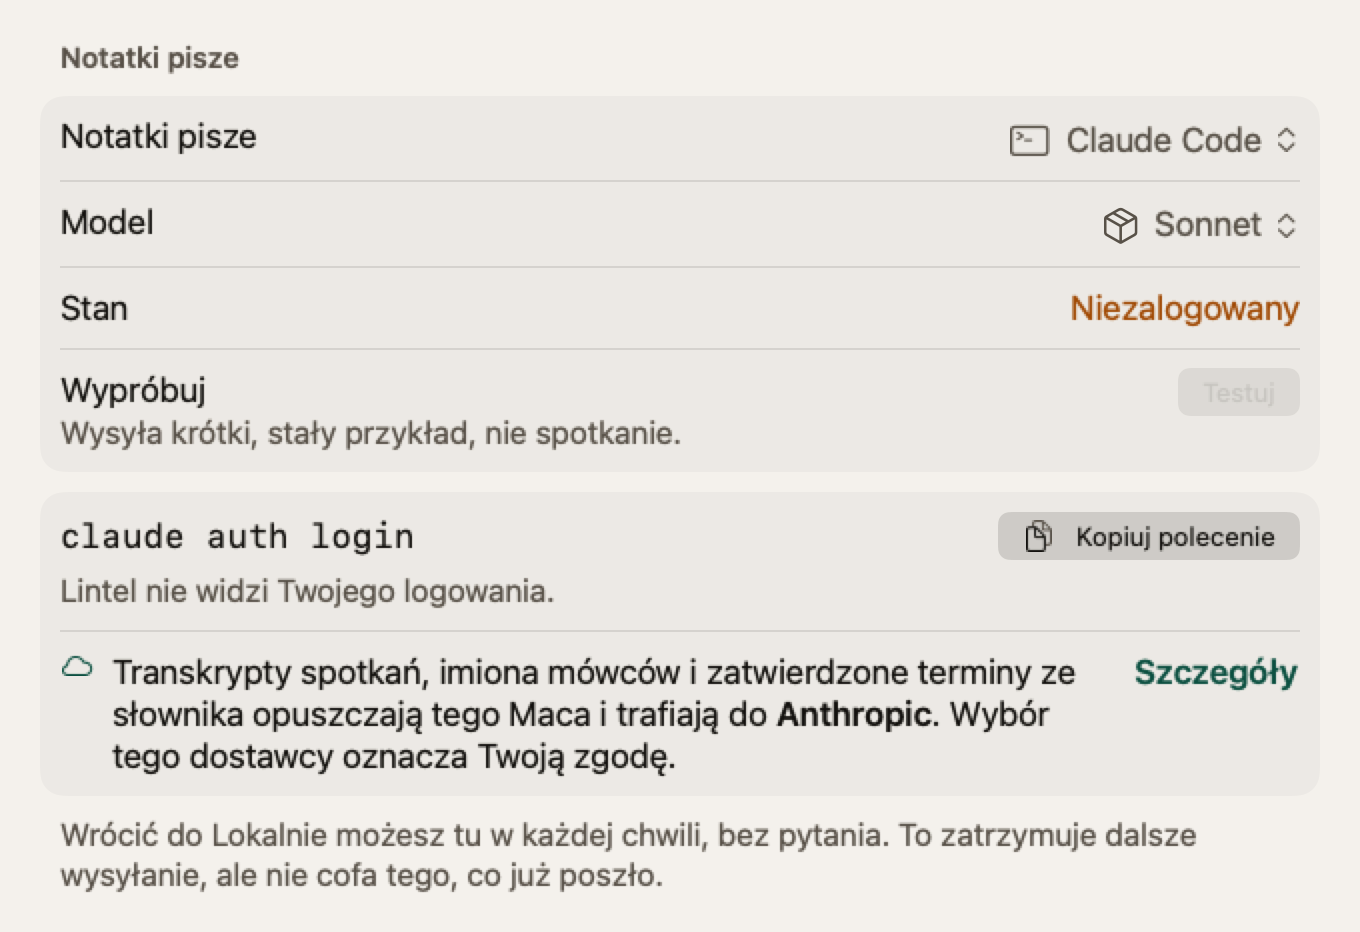 Notatki pisze
Notatki pisze
Claude Code
Model
Sonnet
Stan
Niezalogowany
Wypróbuj
Testuj
Wysyła krótki, stały przykład, nie spotkanie.
claude auth login
Kopiuj polecenie
Lintel nie widzi Twojego logowania.
Transkrypty spotkań, imiona mówców i zatwierdzone terminy ze
Szczegóły
słownika opuszczają tego Maca i trafiają do Anthropic. Wybór
tego dostawcy oznacza Twoją zgodę.
Wrócić do Lokalnie możesz tu w każdej chwili, bez pytania. To zatrzymuje dalsze
wysyłanie, ale nie cofa tego, co już poszło.